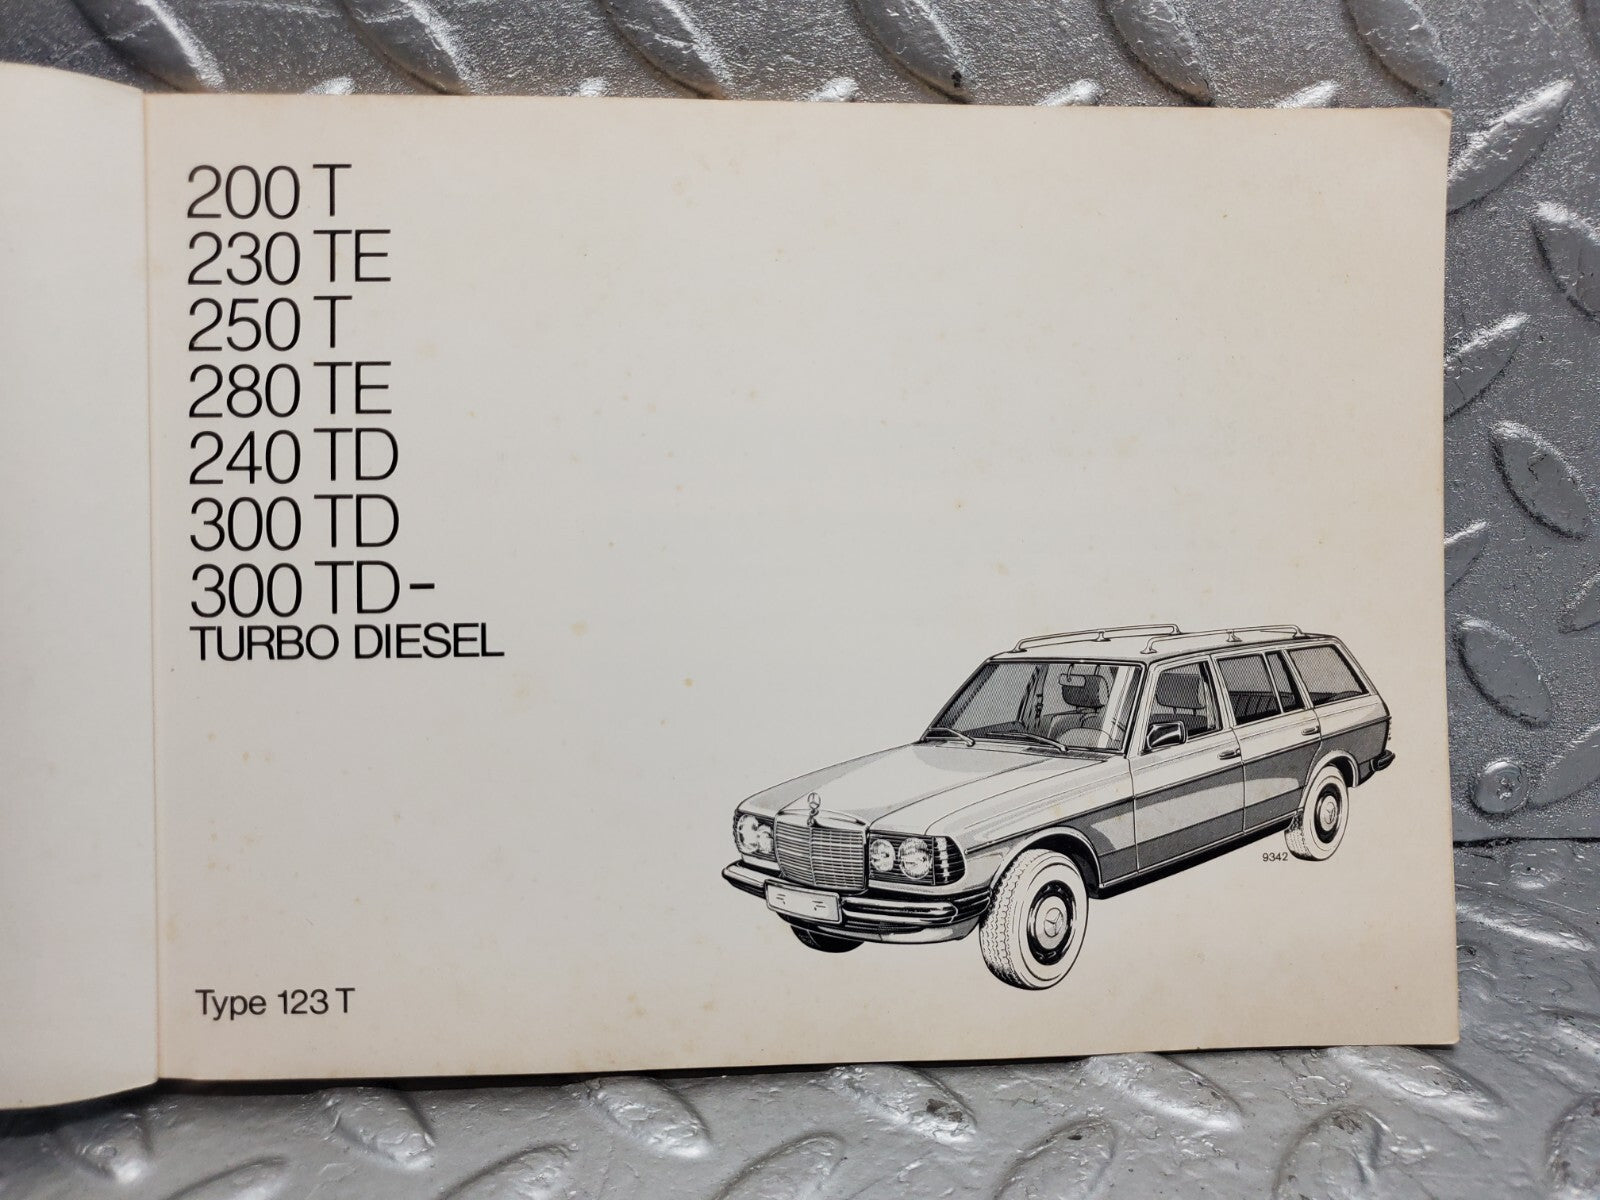 200 T
230 TE
250 T
280 TE
240 TD
300 TD
300 TD-
TURBO DIESEL
9342
Type 123 T